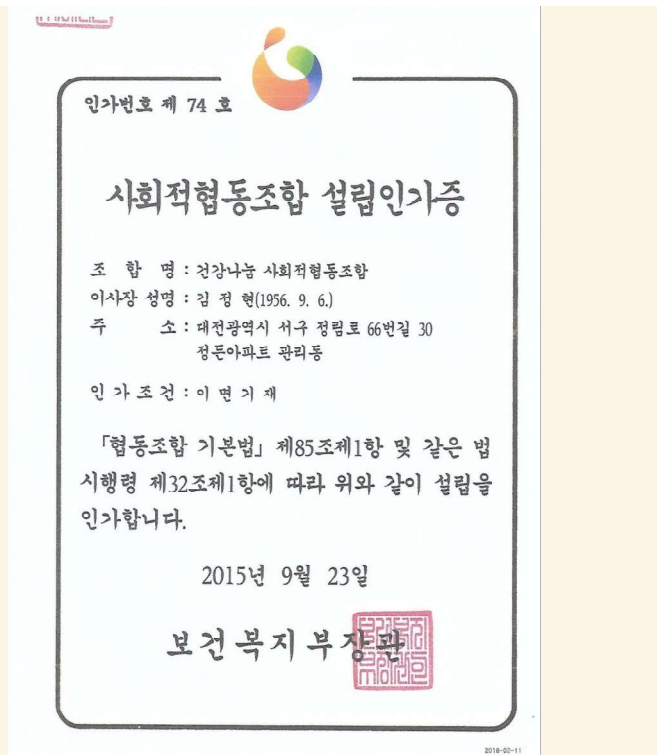 인가번호 제 74 호
사회적협동조합 설립인가증
조 합 명 : 건강나눔 사회적협동조합
이사장 성명 : 김 정 현(1956. 9. 6.)
주 소 : 대전광역시 서구 정림로 66번길 30
정든아파트 관리동
인 가 조 건 : 이 면 기 재
「협동조합 기본법」 제85조제1항 및 같은 법
시행령 제32조제1항에 따라 위와 같이 설립을
인가합니다.
2015년 9월 23일
보건복지부장관
2018-02-11